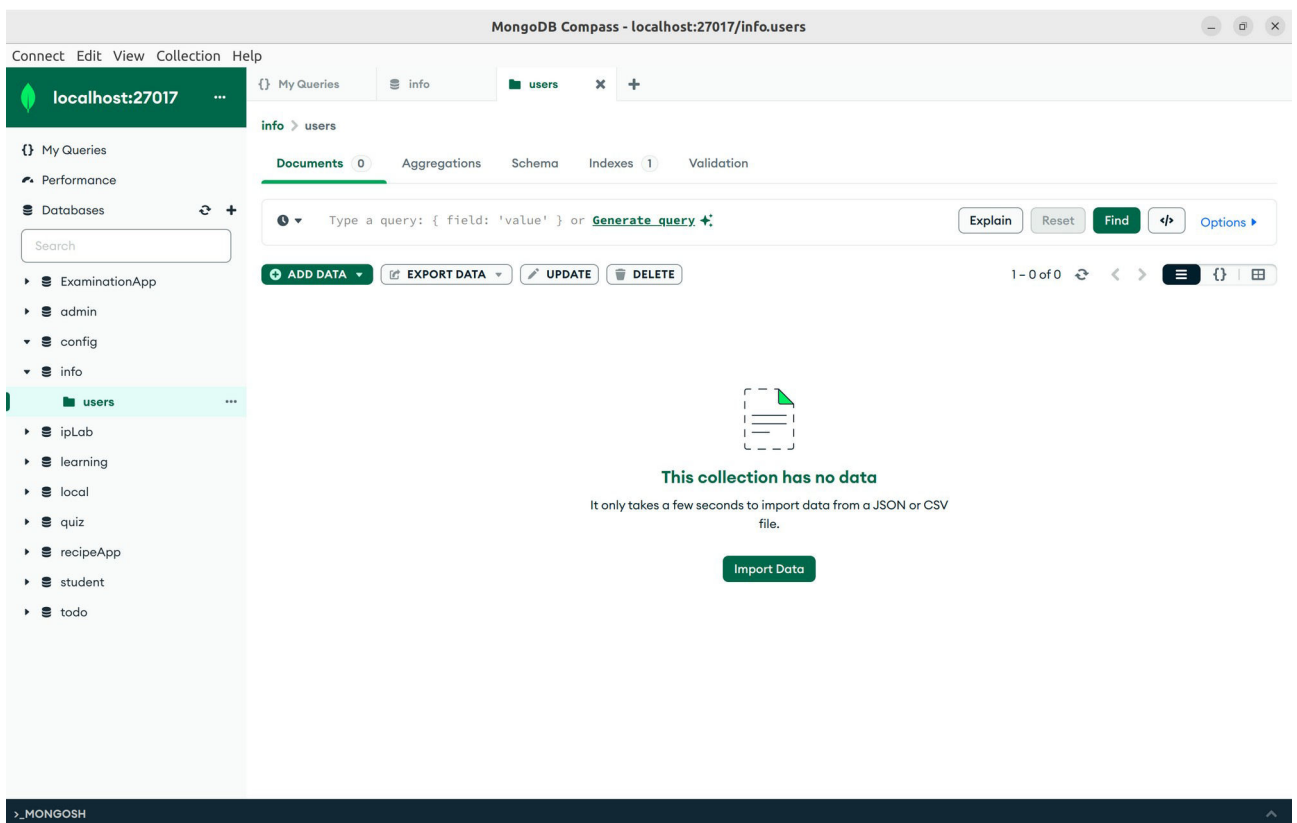 MongoDB Compass - localhost:27017/info.users
Connect Edit View Collection Help
localhost:27017 ...
{} My Queries
Performance
Databases
Search
ExaminationApp
admin
config
info
users ...
ipLab
learning
local
quiz
recipeApp
student
todo
{} My Queries info users
info > users
Documents 0 Aggregations Schema Indexes 1 Validation
Type a query: { field: 'value' } or Generate query
Explain Reset Find </> Options
ADD DATA EXPORT DATA UPDATE DELETE
1 – 0 of 0 {}
This collection has no data
It only takes a few seconds to import data from a JSON or CSV
file.
Import Data
>_MONGOSH